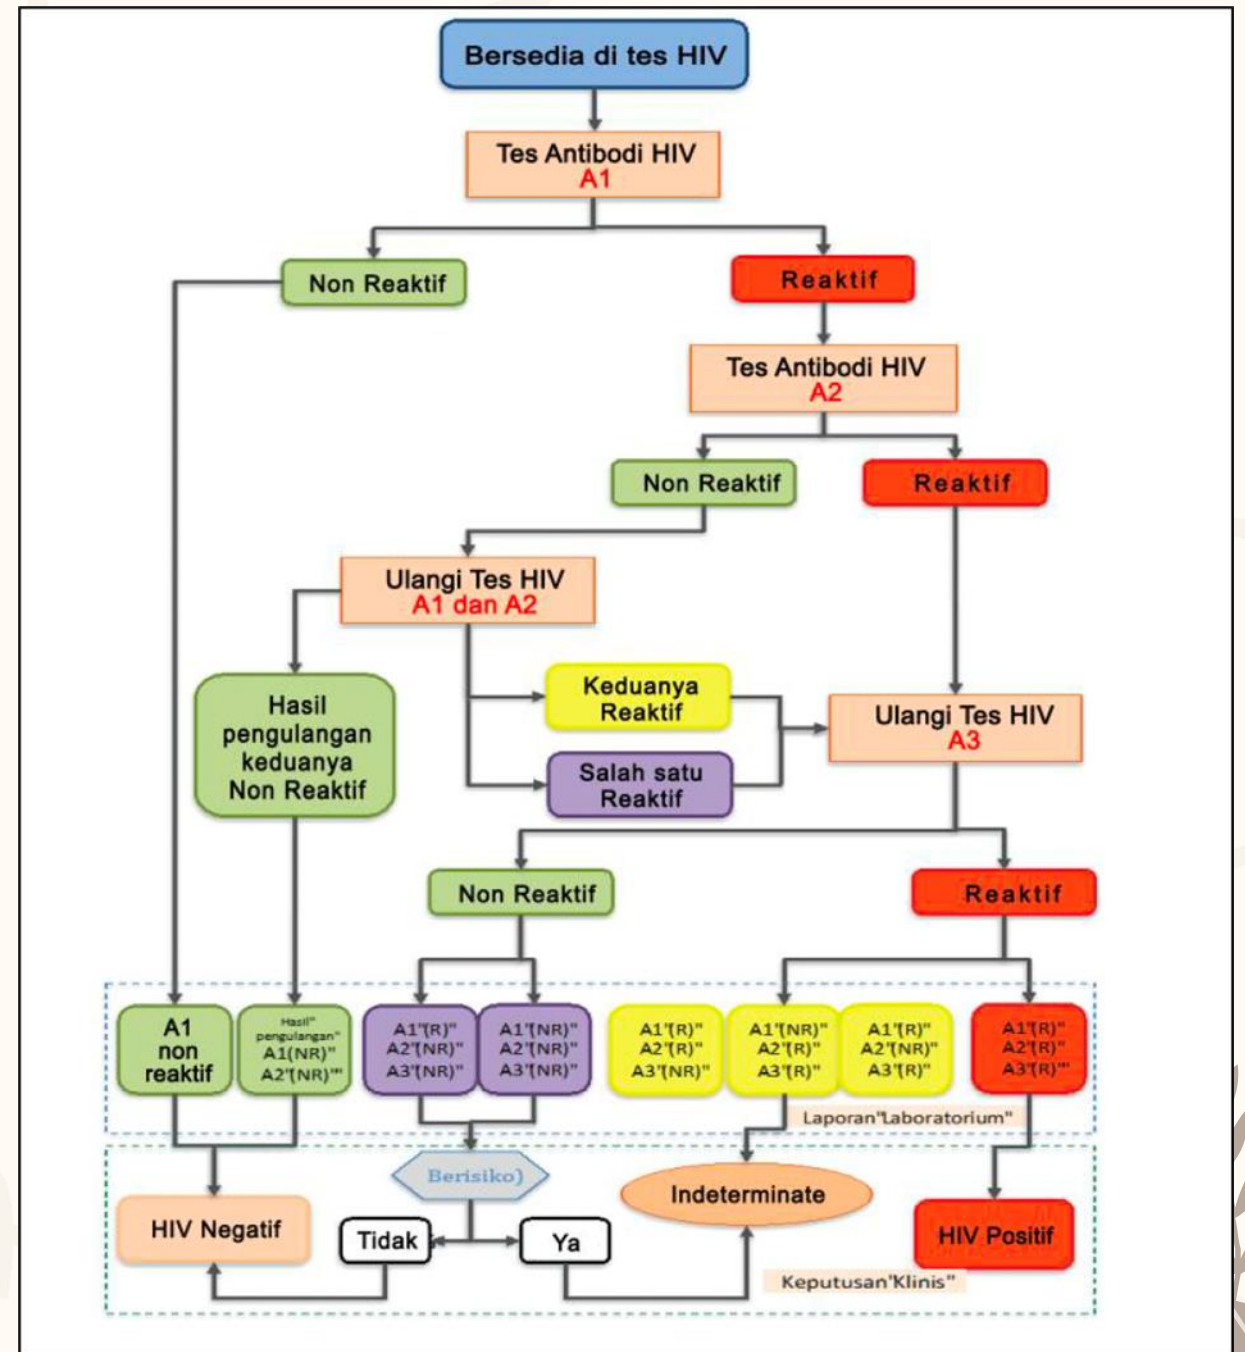 Bersedia di tes HIV
Tes Antibodi HIV
A1
Non Reaktif
Reaktif
Tes Antibodi HIV
A2
Non Reaktif
Reaktif
Ulangi Tes HIV
A1 dan A2
Hasil
pengulangan
keduanya
Non Reaktif
Keduanya
Reaktif
Salah satu
Reaktif
Ulangi Tes HIV
A3
Non Reaktif
Reaktif
A1
non
reaktif
Hasil"
pengulangan"
A1(NR)"
A2"(NR)""
A1"(R)"
A2"(NR)"
A3"(NR)"
A1"(NR)"
A2"(NR)"
A3"(NR)"
A1"(R)"
A2"(R)"
A3"(NR)"
A1"(NR)"
A2"(R)"
A3"(R)"
A1"(R)"
A2"(NR)"
A3"(R)"
A1"(R)"
A2"(R)"
A3"(R)""
Laporan"Laboratorium"
Berisiko)
HIV Negatif
Tidak
Ya
Indeterminate
HIV Positif
Keputusan"Klinis"